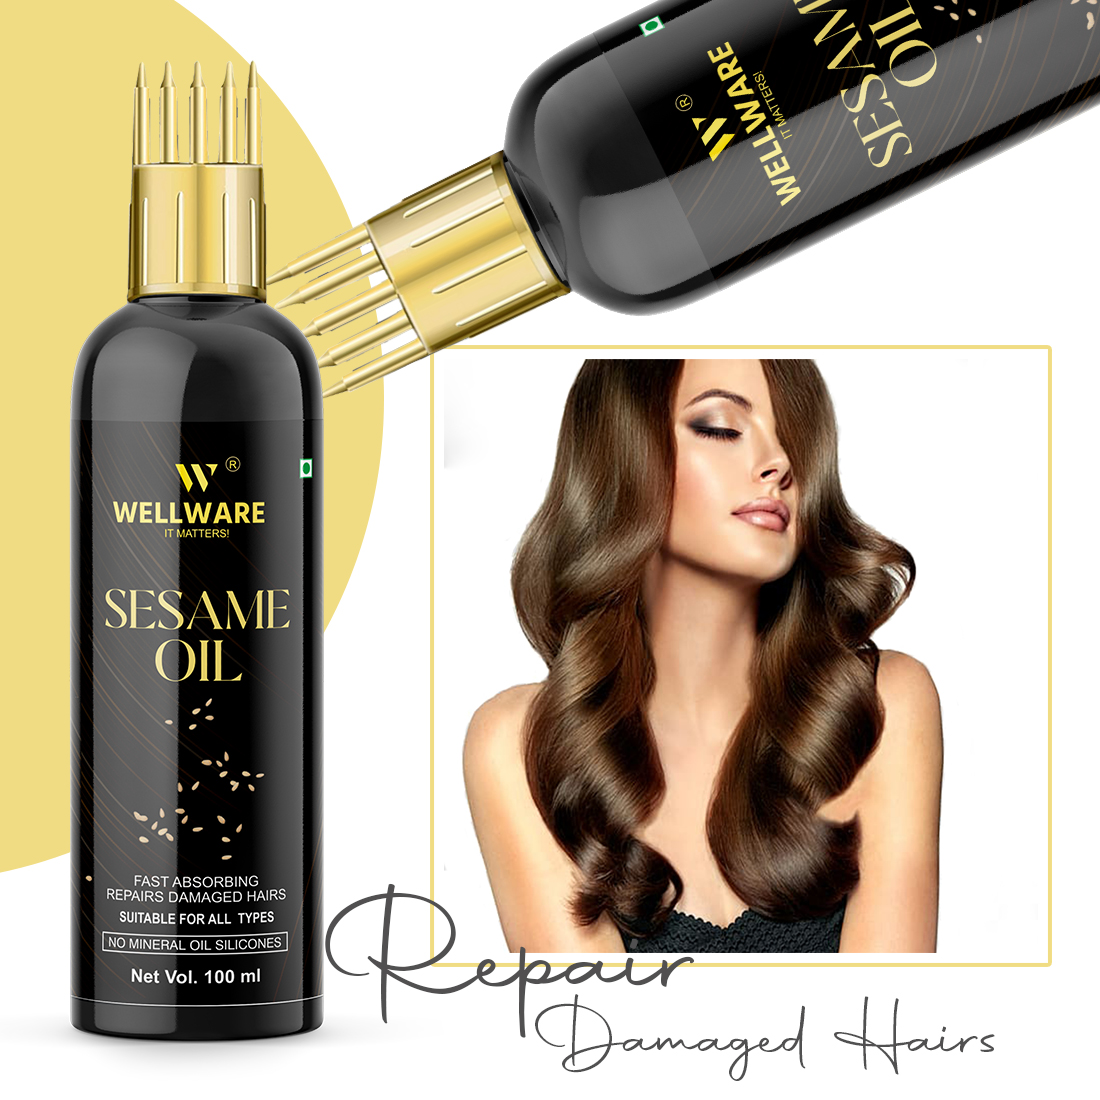 W®
WELLWARE
IT MATTERS!
SESAME
OIL
FAST ABSORBING
REPAIRS DAMAGED HAIRS
SUITABLE FOR ALL TYPES
NO MINERAL OIL SILICONES
Net Vol. 100 ml
W®
WELLWARE
IT MATTERS!
SESAM
OIL
Repair
Damaged Hairs